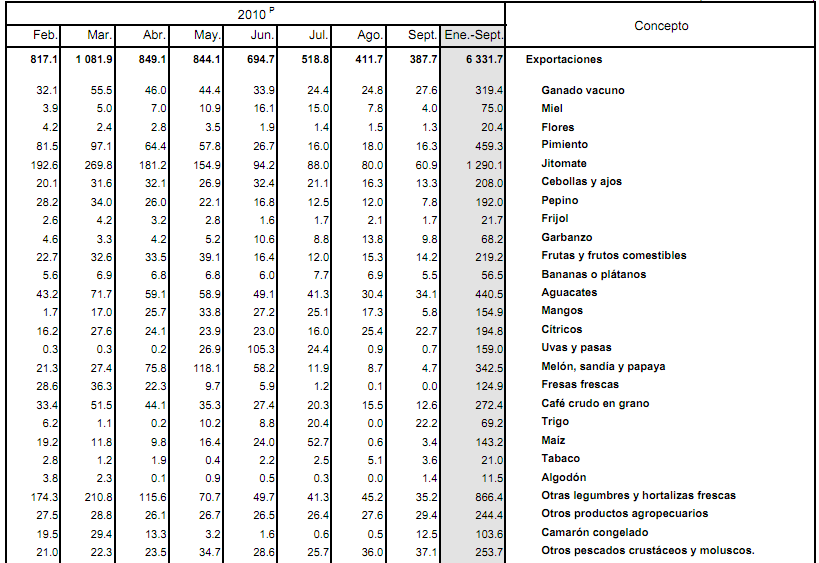 2010 P
Concepto
Feb. Mar. Abr. May. Jun. Jul. Ago. Sept. Ene.-Sept.
817.1 1 081.9 849.1 844.1 694.7 518.8 411.7 387.7 6 331.7 Exportaciones
32.1 55.5 46.0 44.4 33.9 24.4 24.8 27.6 319.4 Ganado vacuno
3.9 5.0 7.0 10.9 16.1 15.0 7.8 4.0 75.0 Miel
4.2 2.4 2.8 3.5 1.9 1.4 1.5 1.3 20.4 Flores
81.5 97.1 64.4 57.8 26.7 16.0 18.0 16.3 459.3 Pimiento
192.6 269.8 181.2 154.9 94.2 88.0 80.0 60.9 1 290.1 Jitomate
20.1 31.6 32.1 26.9 32.4 21.1 16.3 13.3 208.0 Cebollas y ajos
28.2 34.0 26.0 22.1 16.8 12.5 12.0 7.8 192.0 Pepino
2.6 4.2 3.2 2.8 1.6 1.7 2.1 1.7 21.7 Frijol
4.6 3.3 4.2 5.2 10.6 8.8 13.8 9.8 68.2 Garbanzo
22.7 32.6 33.5 39.1 16.4 12.0 15.3 14.2 219.2 Frutas y frutos comestibles
5.6 6.9 6.8 6.8 6.0 7.7 6.9 5.5 56.5 Bananas o plátanos
43.2 71.7 59.1 58.9 49.1 41.3 30.4 34.1 440.5 Aguacates
1.7 17.0 25.7 33.8 27.2 25.1 17.3 5.8 154.9 Mangos
16.2 27.6 24.1 23.9 23.0 16.0 25.4 22.7 194.8 Cítricos
0.3 0.3 0.2 26.9 105.3 24.4 0.9 0.7 159.0 Uvas y pasas
21.3 27.4 75.8 118.1 58.2 11.9 8.7 4.7 342.5 Melón, sandía y papaya
28.6 36.3 22.3 9.7 5.9 1.2 0.1 0.0 124.9 Fresas frescas
33.4 51.5 44.1 35.3 27.4 20.3 15.5 12.6 272.4 Café crudo en grano
6.2 1.1 0.2 10.2 8.8 20.4 0.0 22.2 69.2 Trigo
19.2 11.8 9.8 16.4 24.0 52.7 0.6 3.4 143.2 Maíz
2.8 1.2 1.9 0.4 2.2 2.5 5.1 3.6 21.0 Tabaco
3.8 2.3 0.1 0.9 0.5 0.3 0.0 1.4 11.5 Algodón
174.3 210.8 115.6 70.7 49.7 41.3 45.2 35.2 866.4 Otras legumbres y hortalizas frescas
27.5 28.8 26.1 26.7 26.5 26.4 27.6 29.4 244.4 Otros productos agropecuarios
19.5 29.4 13.3 3.2 1.6 0.6 0.5 12.5 103.6 Camarón congelado
21.0 22.3 23.5 34.7 28.6 25.7 36.0 37.1 253.7 Otros pescados crustáceos y moluscos.